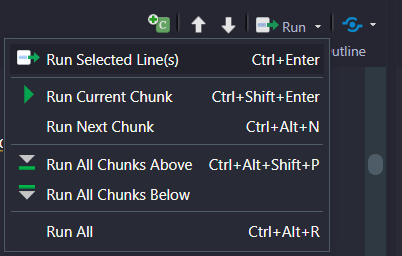 C Run
utline
Run Selected Line(s) Ctrl+Enter
Run Current Chunk Ctrl+Shift+Enter
Run Next Chunk Ctrl+Alt+N
Run All Chunks Above Ctrl+Alt+Shift+P
Run All Chunks Below
Run All Ctrl+Alt+R